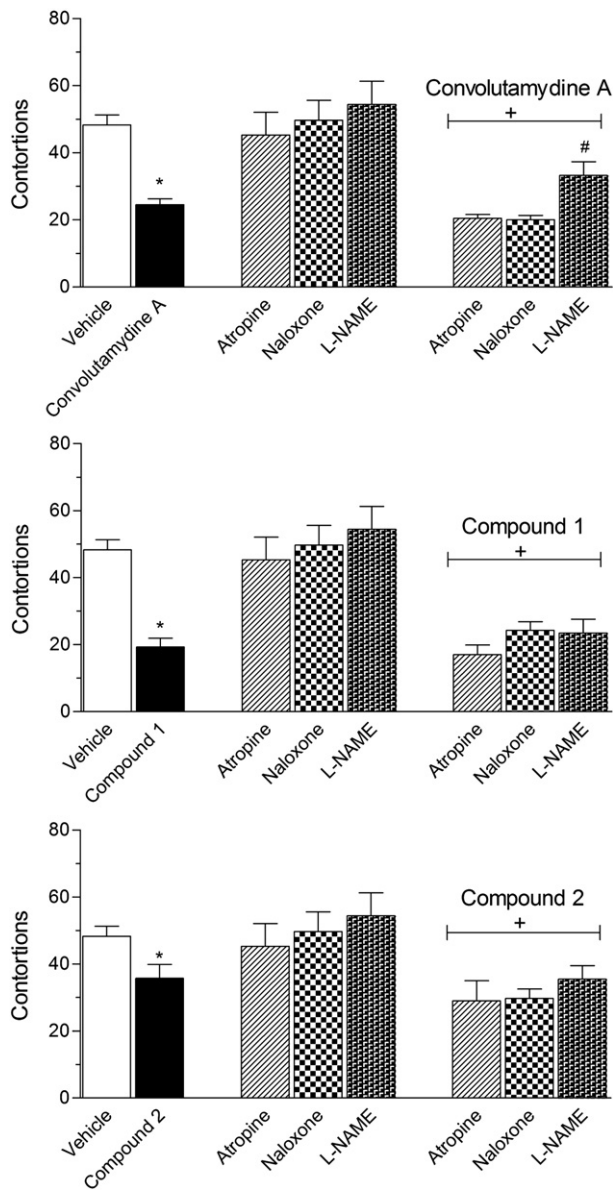 80
60
40
20
0
Contortions
*
#
Convolutamydine A
+
Vehicle
Convolutamydine A
Atropine
Naloxone
L-NAME
Atropine
Naloxone
L-NAME
80
60
40
20
0
Contortions
*
Compound 1
+
Vehicle
Compound 1
Atropine
Naloxone
L-NAME
Atropine
Naloxone
L-NAME
80
60
40
20
0
Contortions
*
Compound 2
+
Vehicle
Compound 2
Atropine
Naloxone
L-NAME
Atropine
Naloxone
L-NAME